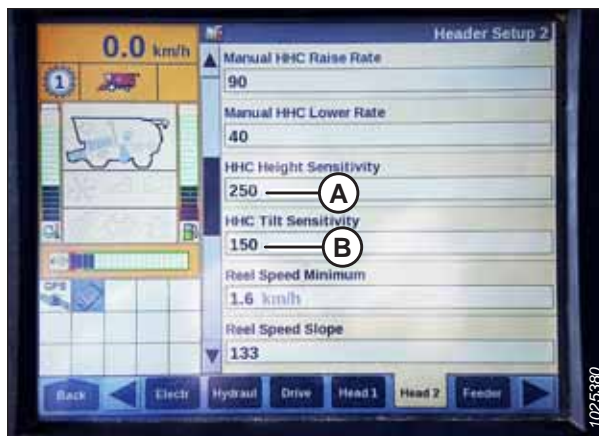 0.0 km/h
Header Setup 2
1
Manual HHC Raise Rate
90
Manual HHC Lower Rate
40
HHC Height Sensitivity
250
A
HHC Tilt Sensitivity
150
B
GPS
Reel Speed Minimum
1.6 km/h
Reel Speed Slope
133
Back
Electr
Hydraul
Drive
Head 1
Head 2
Feeder
1025380